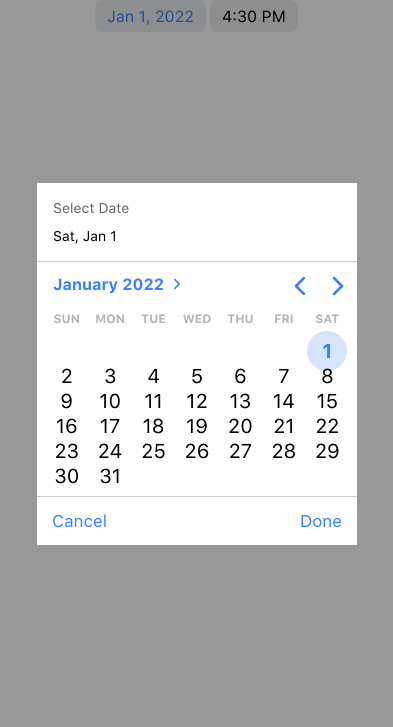 Jan 1, 2022 4:30 PM
Select Date
Sat, Jan 1
January 2022
SUN MON TUE WED THU FRI SAT
1
2 3 4 5 6 7 8
9 10 11 12 13 14 15
16 17 18 19 20 21 22
23 24 25 26 27 28 29
30 31
Cancel Done